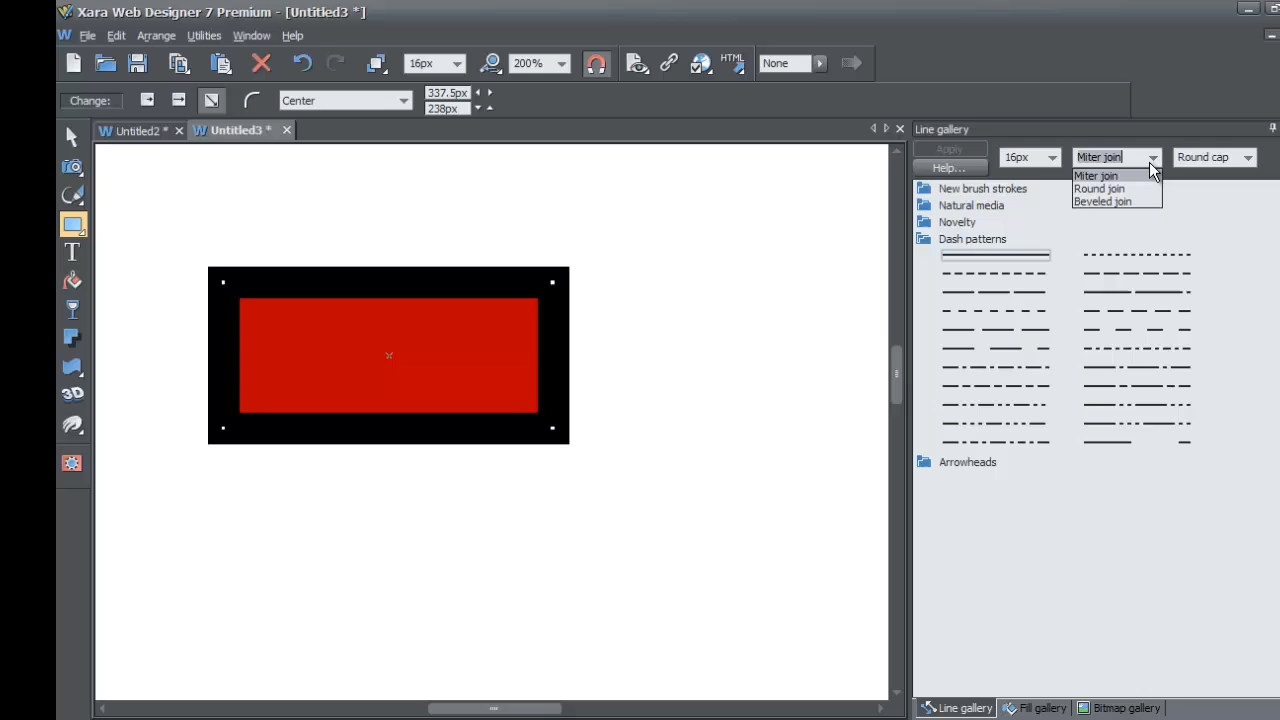 Xara Web Designer 7 Premium - [Untitled3 *]
W File Edit Arrange Utilities Window Help
16px 200% HTML None
Change: Center 337.5px
238px
W Untitled2 * W Untitled3 * Line gallery
Apply 16px Miter join Round cap
Help...
Miter join
Round join
Beveled join
New brush strokes
Natural media
Novelty
Dash patterns
T
3D
Arrowheads
Line gallery Fill gallery Bitmap gallery